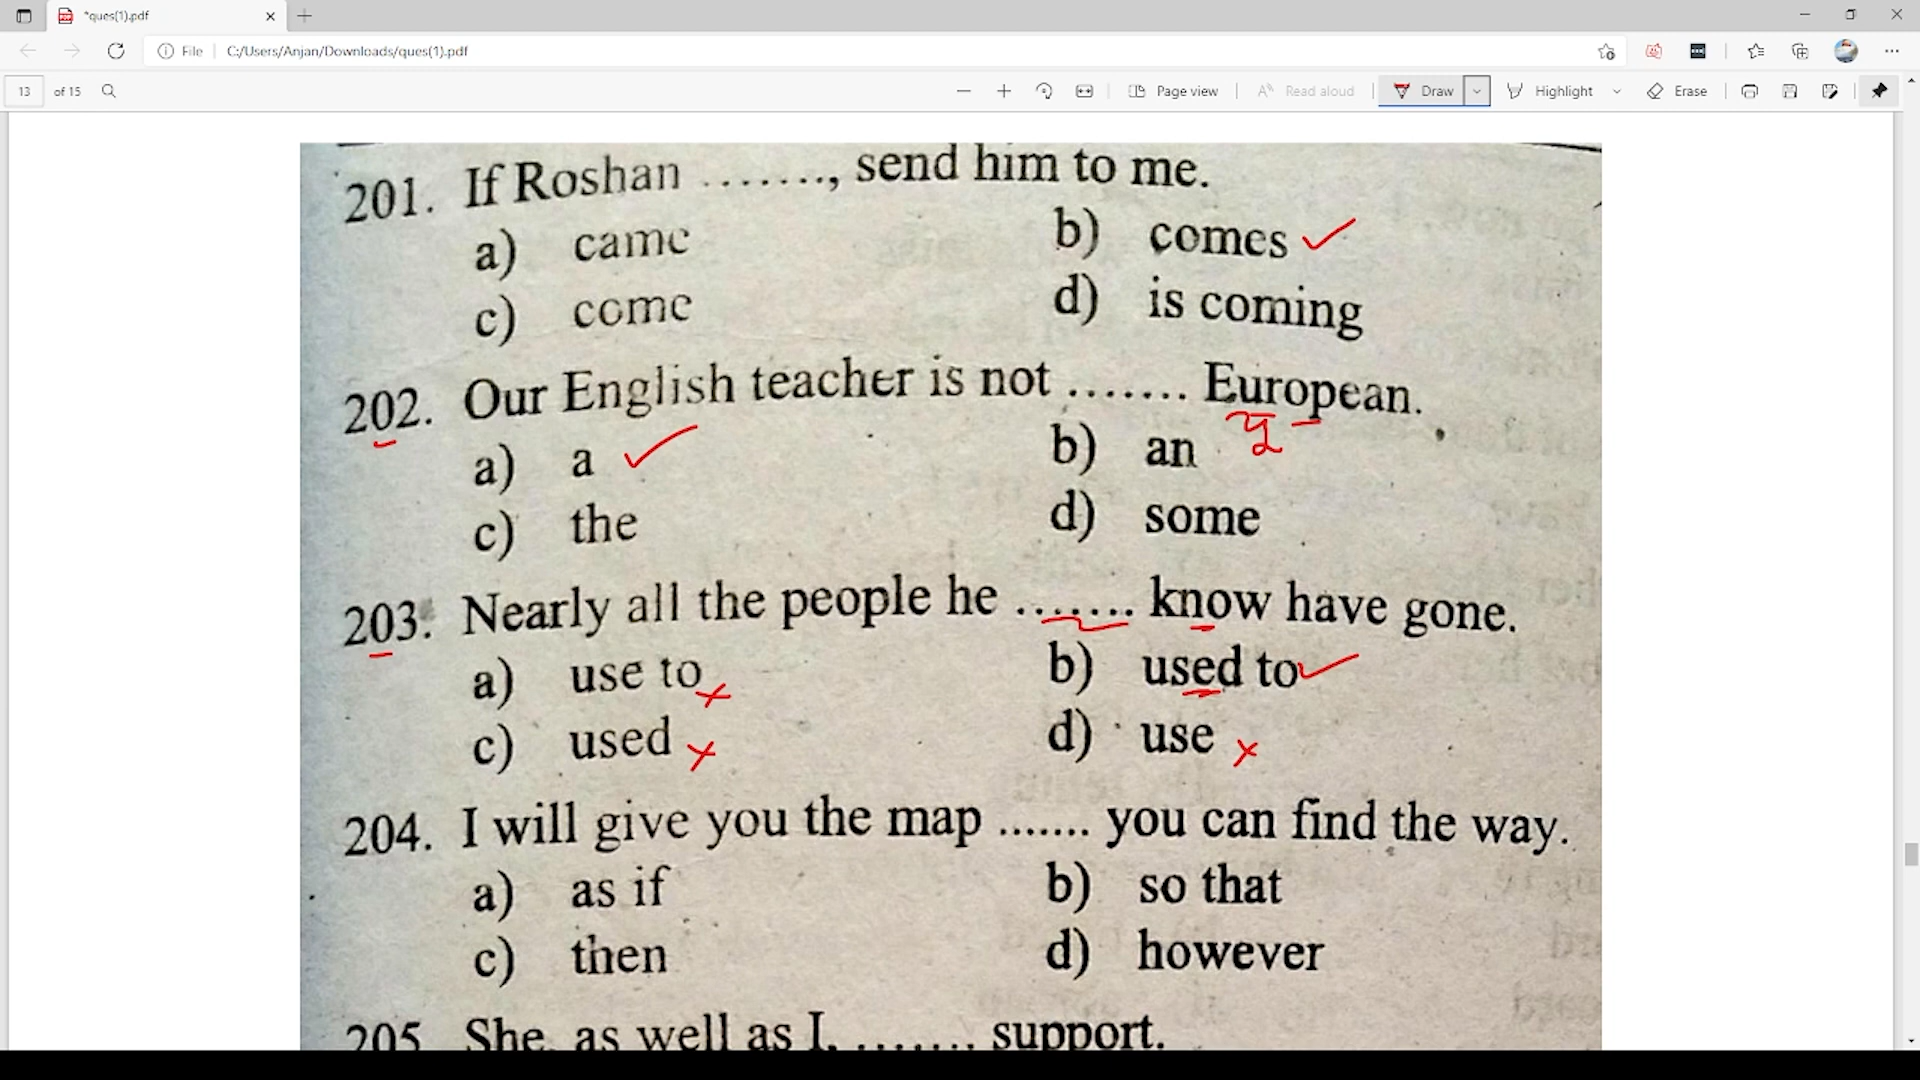 *ques(1).pdf
File C:/Users/Anjan/Downloads/ques(1).pdf
13 of 15 Page view Read aloud Draw Highlight Erase
201. If Roshan ......., send him to me.
a) came b) comes
c) come d) is coming
202. Our English teacher is not ....... European.
यु
a) a b) an
c) the d) some
203. Nearly all the people he ....... know have gone.
a) use to b) used to
c) used d) use
204. I will give you the map ....... you can find the way.
a) as if b) so that
c) then d) however
205 She, as well as I, ....... support.